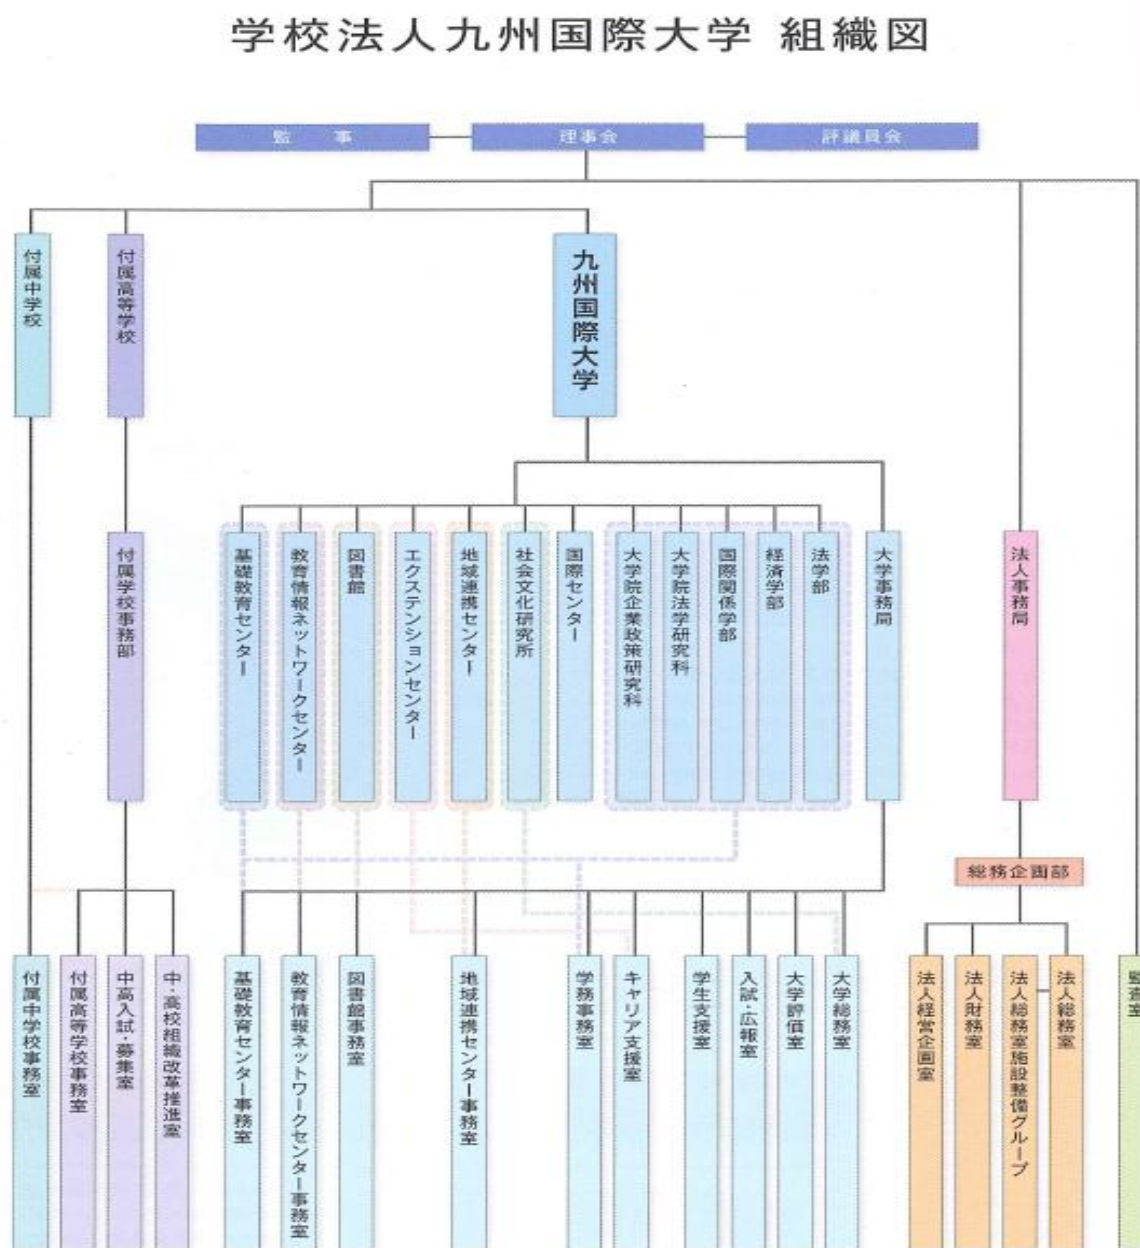 学校法人九州国際大学 組織図
監　事
理事会
評議員会
付属中学校
付属高等学校
九州国際大学
付属学校事務部
基礎教育センター
教育情報ネットワークセンター
図書館
エクステンションセンター
地域連携センター
社会文化研究所
国際センター
大学院企業政策研究科
大学院法学研究科
国際関係学部
経済学部
法学部
大学事務局
法人事務局
総務企画部
付属中学校事務室
付属高等学校事務室
中高入試・募集室
中・高校組織改革推進室
基礎教育センター事務室
教育情報ネットワークセンター事務室
図書館事務室
地域連携センター事務室
学務事務室
キャリア支援室
学生支援室
入試・広報室
大学評価室
大学総務室
法人経営企画室
法人財務室
法人総務室施設整備グループ
法人総務室
監査室